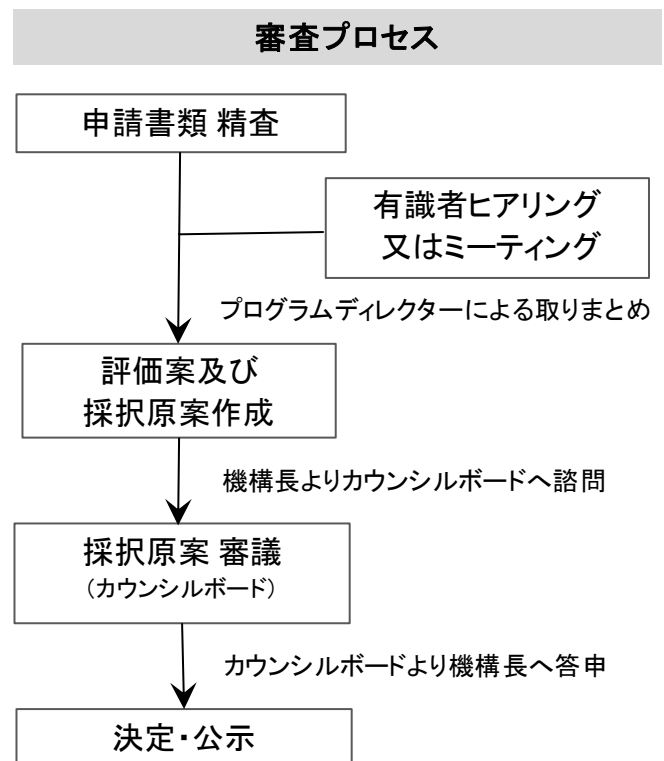 審査プロセス
申請書類 精査
有識者ヒアリング
又はミーティング
プログラムディレクターによる取りまとめ
評価案及び
採択原案作成
機構長よりカウンシルボードへ諮問
採択原案 審議
(カウンシルボード)
カウンシルボードより機構長へ答申
決定・公示